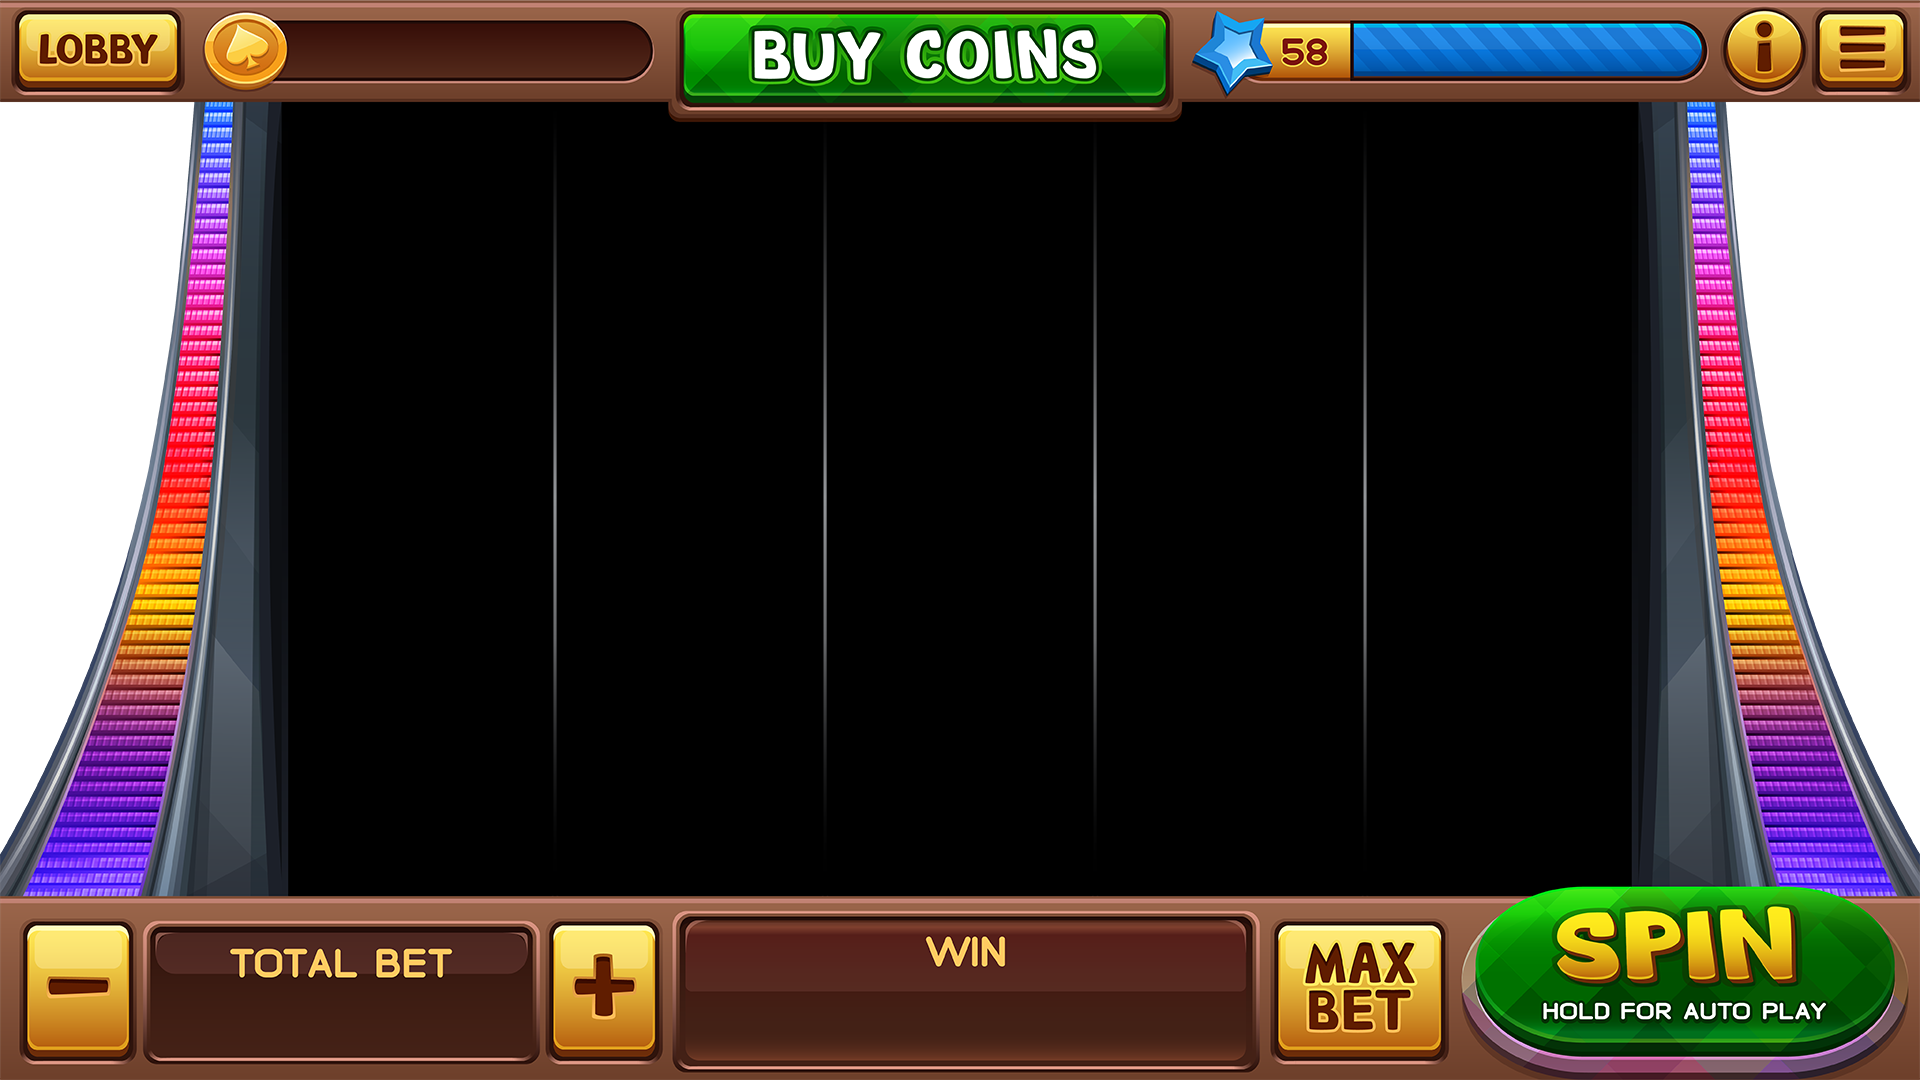 LOBBY
BUY COINS
58
TOTAL BET
WIN
MAX
BET
SPIN
HOLD FOR AUTO PLAY